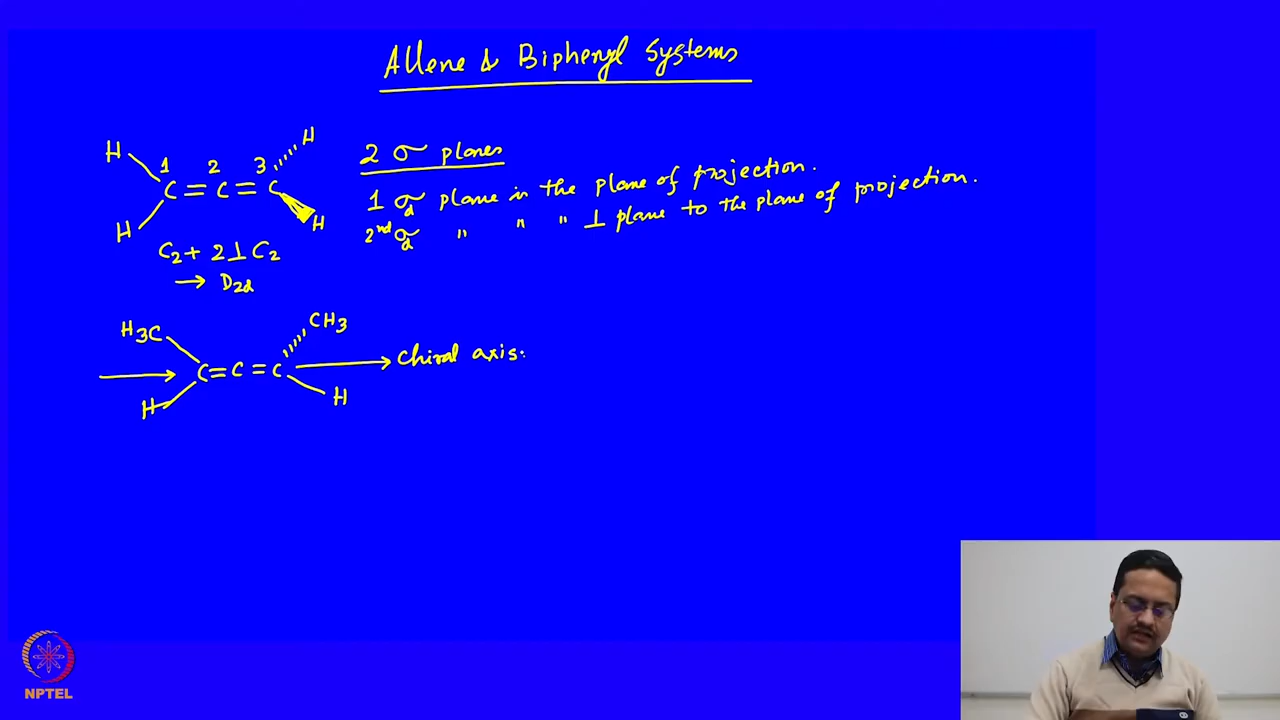 Allene & Biphenyl Systems
H H
1 2 3
C = C = C
H H
C2 + 2⊥C2
→ D2d
2 σ planes
1 σd plane in the plane of projection.
2nd σd " " " ⊥ plane to the plane of projection.
H3C CH3
C = C = C → Chiral axis.
H H
NPTEL